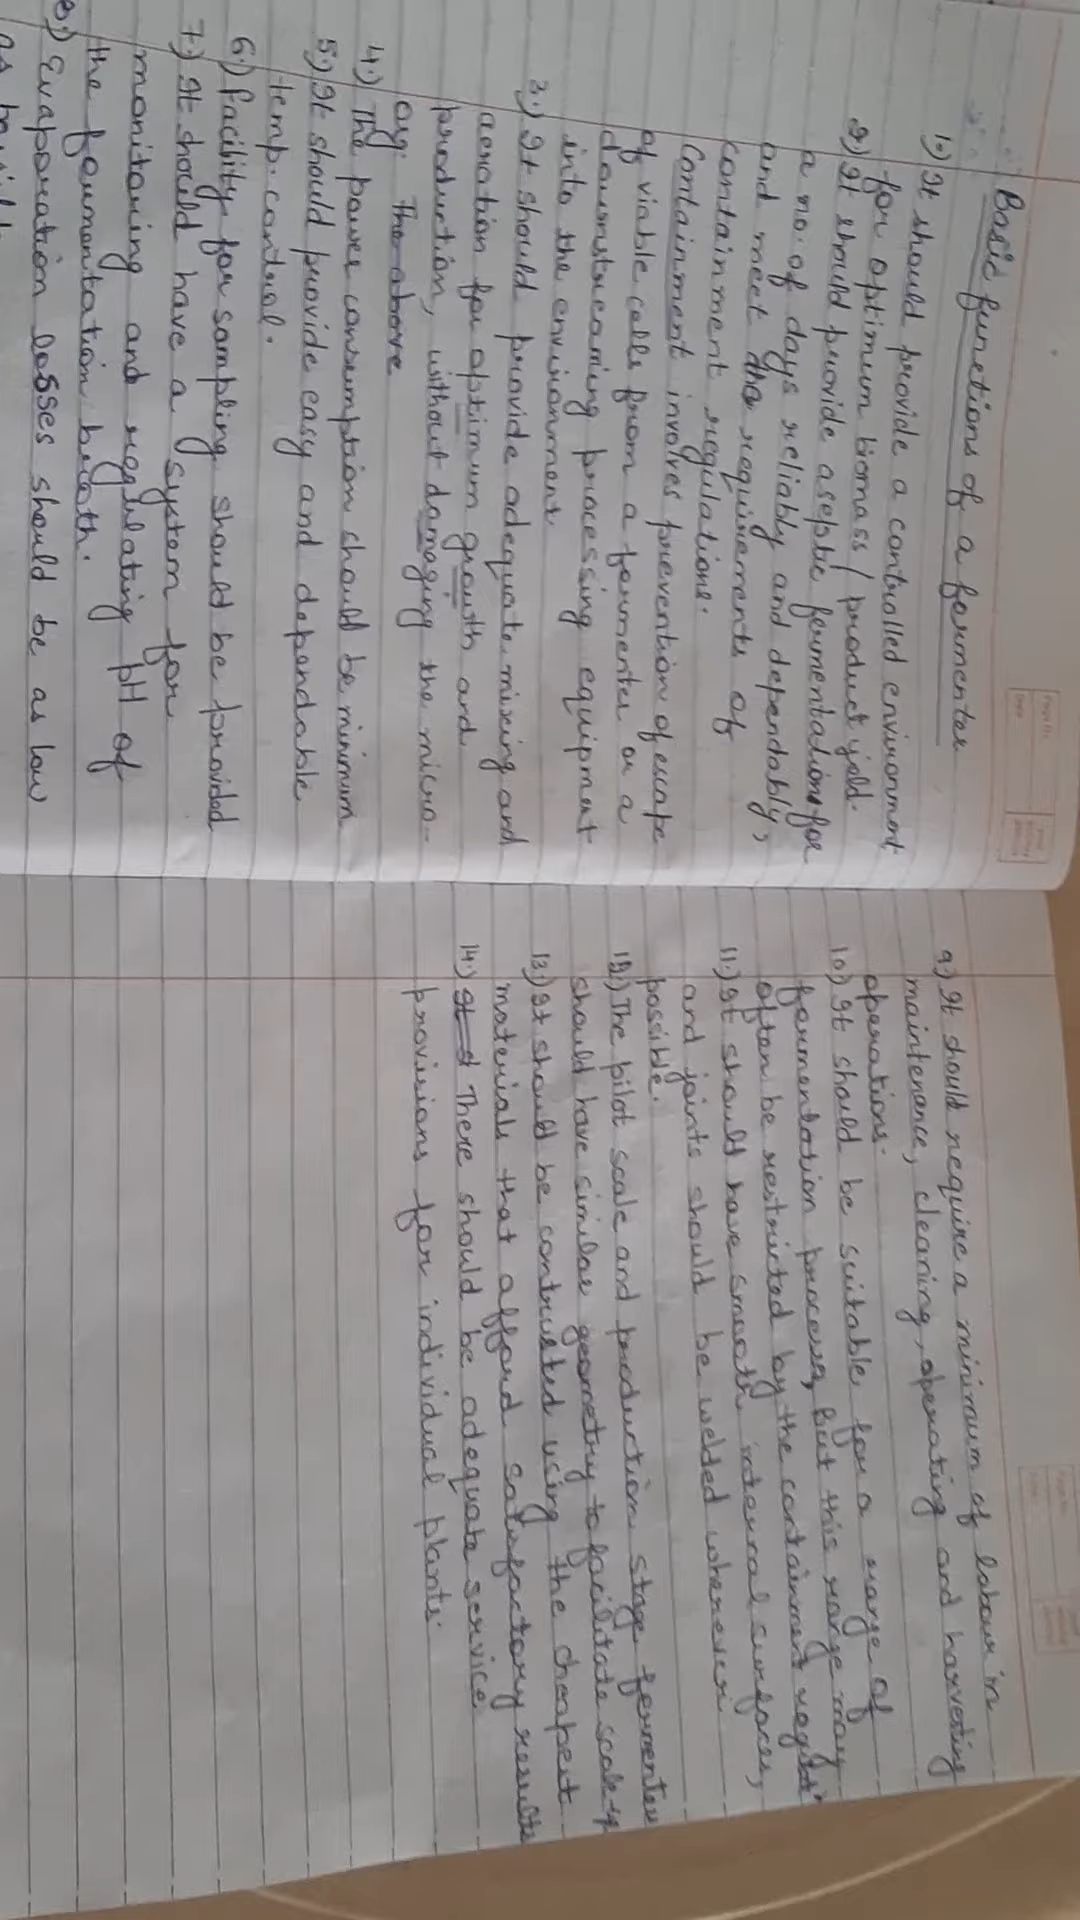 Basic functions of a fermenter
1.) It should provide a controlled environment
for optimum biomass / product yield.
2.) It should provide aseptic fermentation for
a no. of days reliably and dependably,
and meet the requirements of
containment regulations.
Containment involves prevention of escape
of viable cells from a fermenter or a
downstreaming processing equipment
into the environment
3.) It should provide adequate mixing and
aeration for optimum growth and
production, without damaging the micro-
org. The above
4.) The power consumption should be minimum
5.) It should provide easy and dependable
temp. control.
6.) Facility for sampling should be provided
7.) It should have a system for
monitoring and regulating pH of
the fermentation broth.
8.) Evaporation losses should be as low
as
9.) It should require a minimum of labour in
maintenence, cleaning, operating and harvesting
operations.
10.) It should be suitable for a range of
fermentation process, But this range may
often be restricted by the containment
11.) It should have smooth internal surfaces,
and joints should be welded wherever
possible.
12.) The pilot scale and production stage fermenter
should have similar geometry to facilitate scale-up
13.) It should be contructed using the cheapest
materials that afford satisfactory results
14.) There should be adequate service
provisions for individual plants.